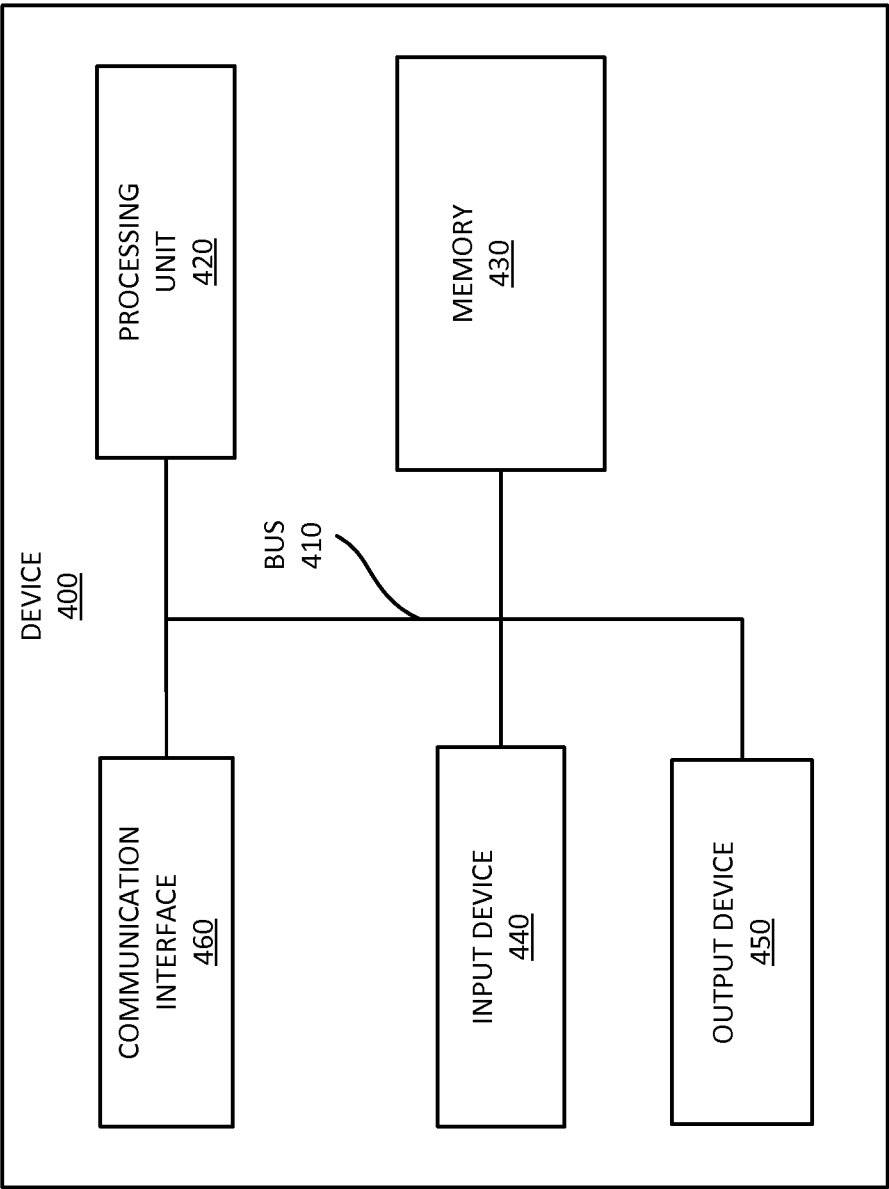 DEVICE
400
COMMUNICATION
INTERFACE
460
PROCESSING
UNIT
420
BUS
410
INPUT DEVICE
440
MEMORY
430
OUTPUT DEVICE
450